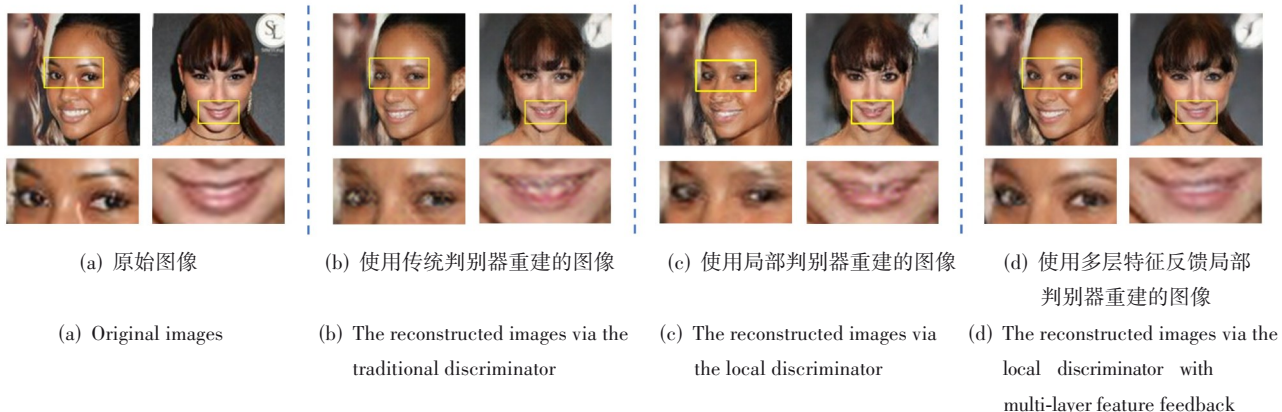 SL
(a) 原始图像
(b) 使用传统判别器重建的图像
(c) 使用局部判别器重建的图像
(d) 使用多层特征反馈局部
判别器重建的图像
(a) Original images
(b) The reconstructed images via the
traditional discriminator
(c) The reconstructed images via
the local discriminator
(d) The reconstructed images via the
local discriminator with
multi-layer feature feedback